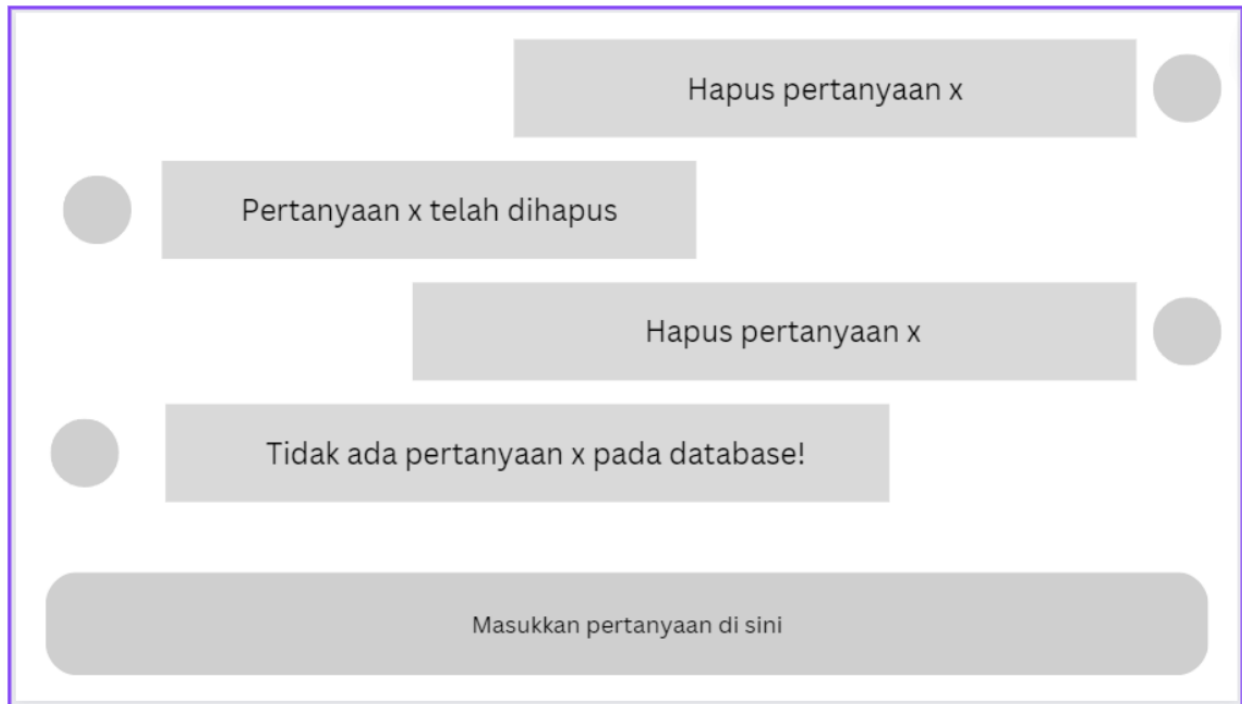 Hapus pertanyaan x
Pertanyaan x telah dihapus
Hapus pertanyaan x
Tidak ada pertanyaan x pada database!
Masukkan pertanyaan di sini